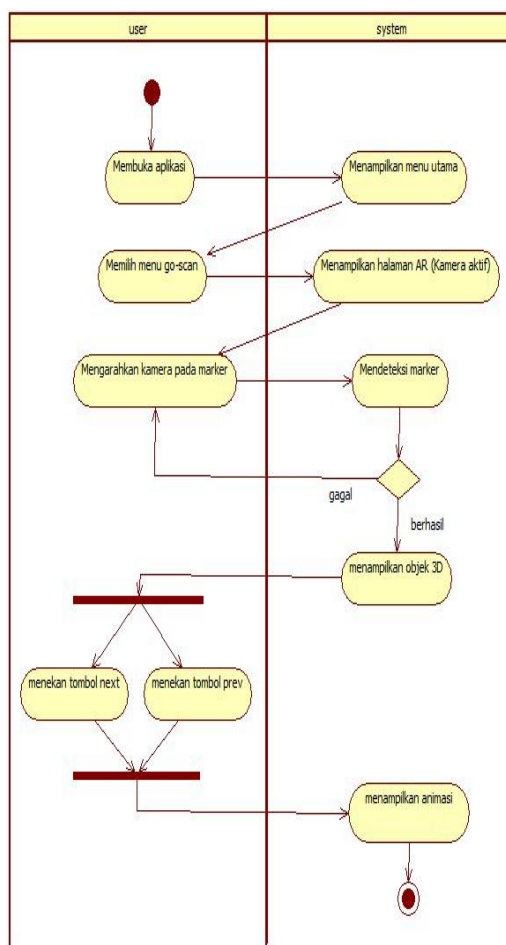 user
system
Membuka aplikasi
Menampilkan menu utama
Memilih menu go-scan
Menampilkan halaman AR (Kamera aktif)
Mengarahkan kamera pada marker
Mendeteksi marker
gagal
berhasil
menampilkan objek 3D
menekan tombol next
menekan tombol prev
menampilkan animasi